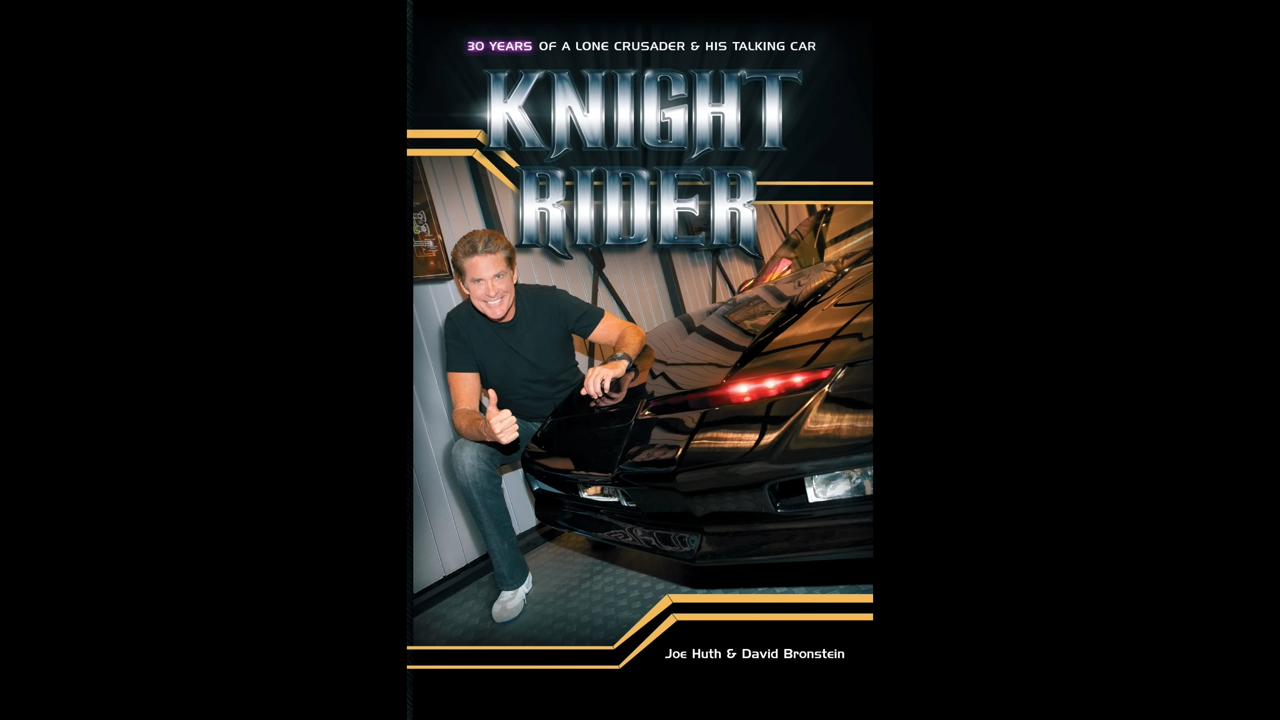 30 YEARS OF A LONE CRUSADER & HIS TALKING CAR
KNIGHT
RIDER
Joe Huth & David Bronstein